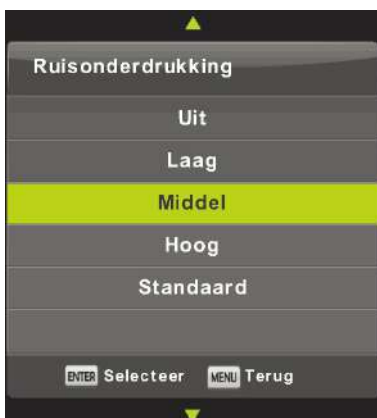 Ruisonderdrukking
Uit
Laag
Middel
Hoog
Standaard
ENTER Selecteer MENU Terug